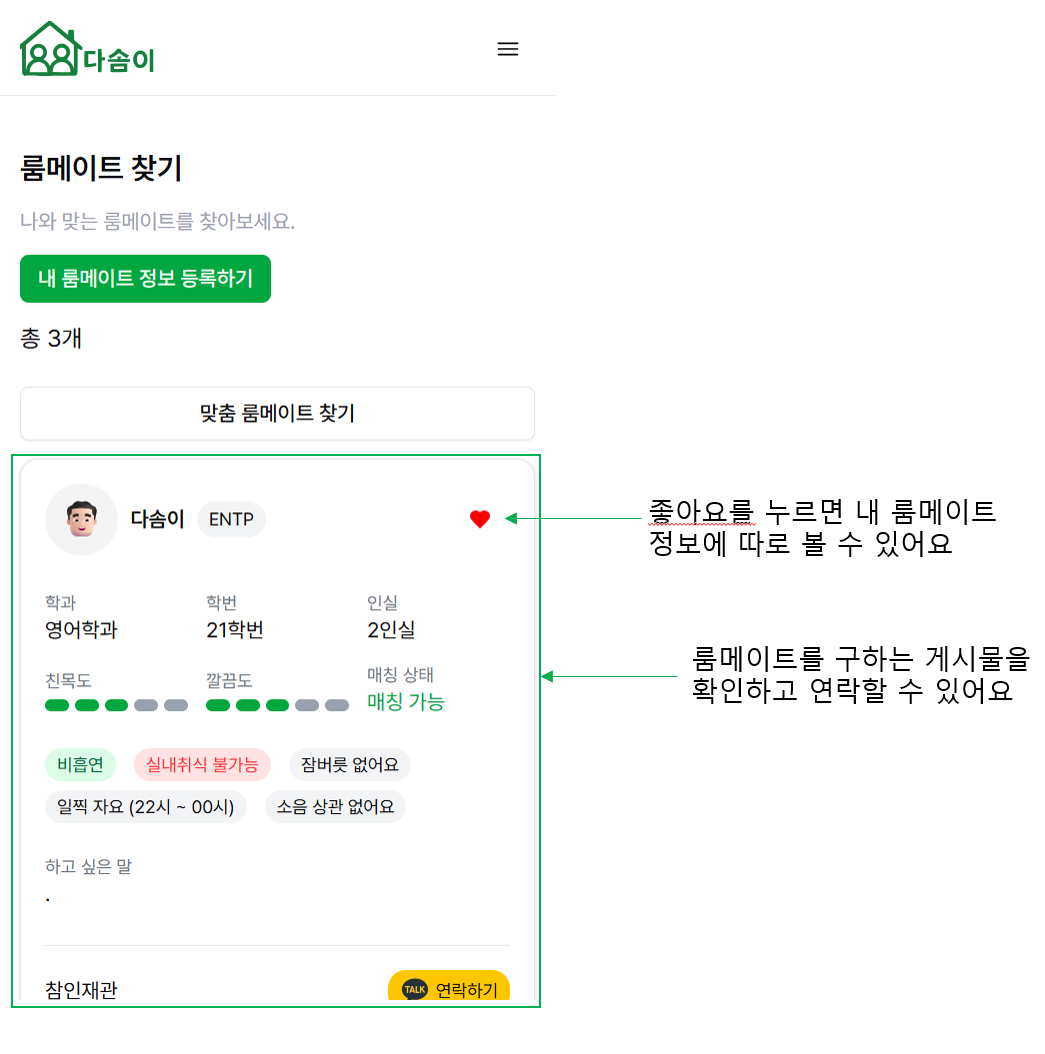 다솜이
룸메이트 찾기
나와 맞는 룸메이트를 찾아보세요.
내 룸메이트 정보 등록하기
총 3개
맞춤 룸메이트 찾기
다솜이 ENTP
좋아요를 누르면 내 룸메이트
정보에 따로 볼 수 있어요
학과 학번 인실
영어학과 21학번 2인실
룸메이트를 구하는 게시물을
확인하고 연락할 수 있어요
친목도 깔끔도 매칭 상태
매칭 가능
비흡연 실내취식 불가능 잠버릇 없어요
일찍 자요 (22시 ~ 00시) 소음 상관 없어요
하고 싶은 말
.
참인재관 TALK 연락하기